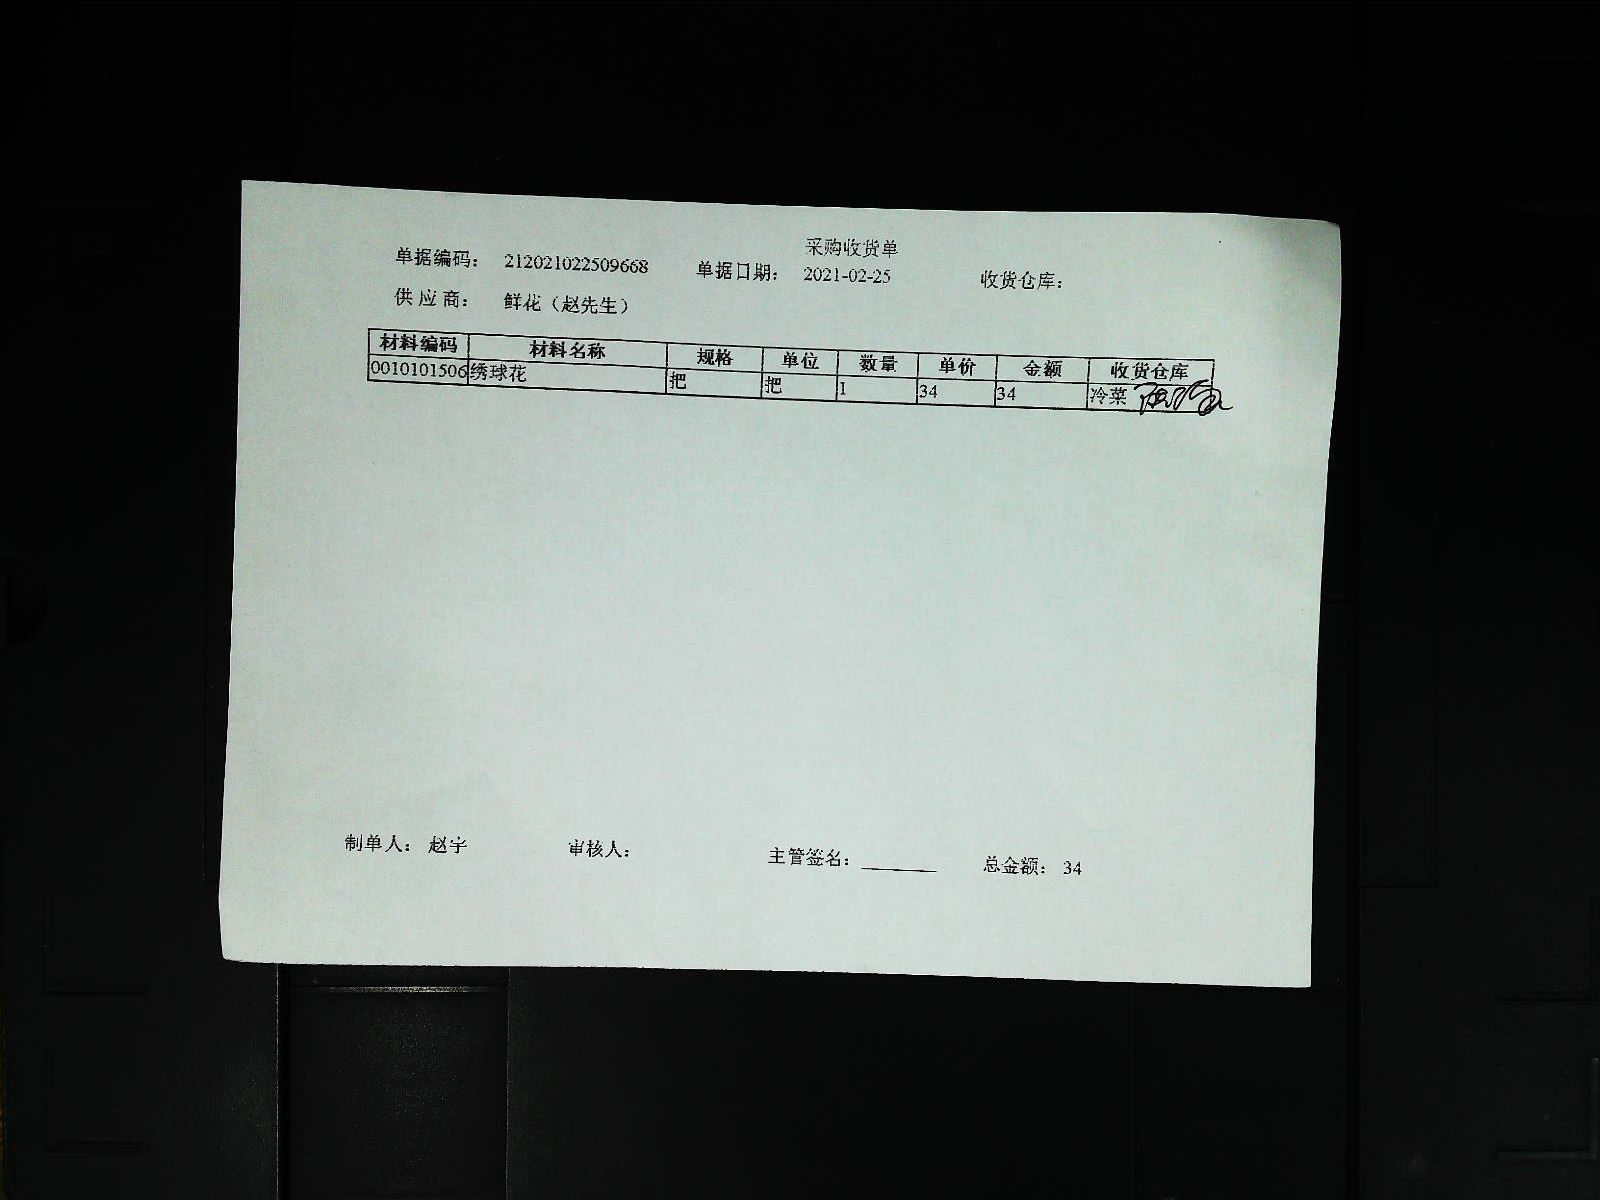 采购收货单
单据编码： 212021022509668 单据日期： 2021-02-25 收货仓库：
供 应 商： 鲜花（赵先生）
材料编码 材料名称 规格 单位 数量 单价 金额 收货仓库
0010101506 绣球花 把 把 1 34 34 冷菜
制单人： 赵宇 审核人： 主管签名： 总金额： 34